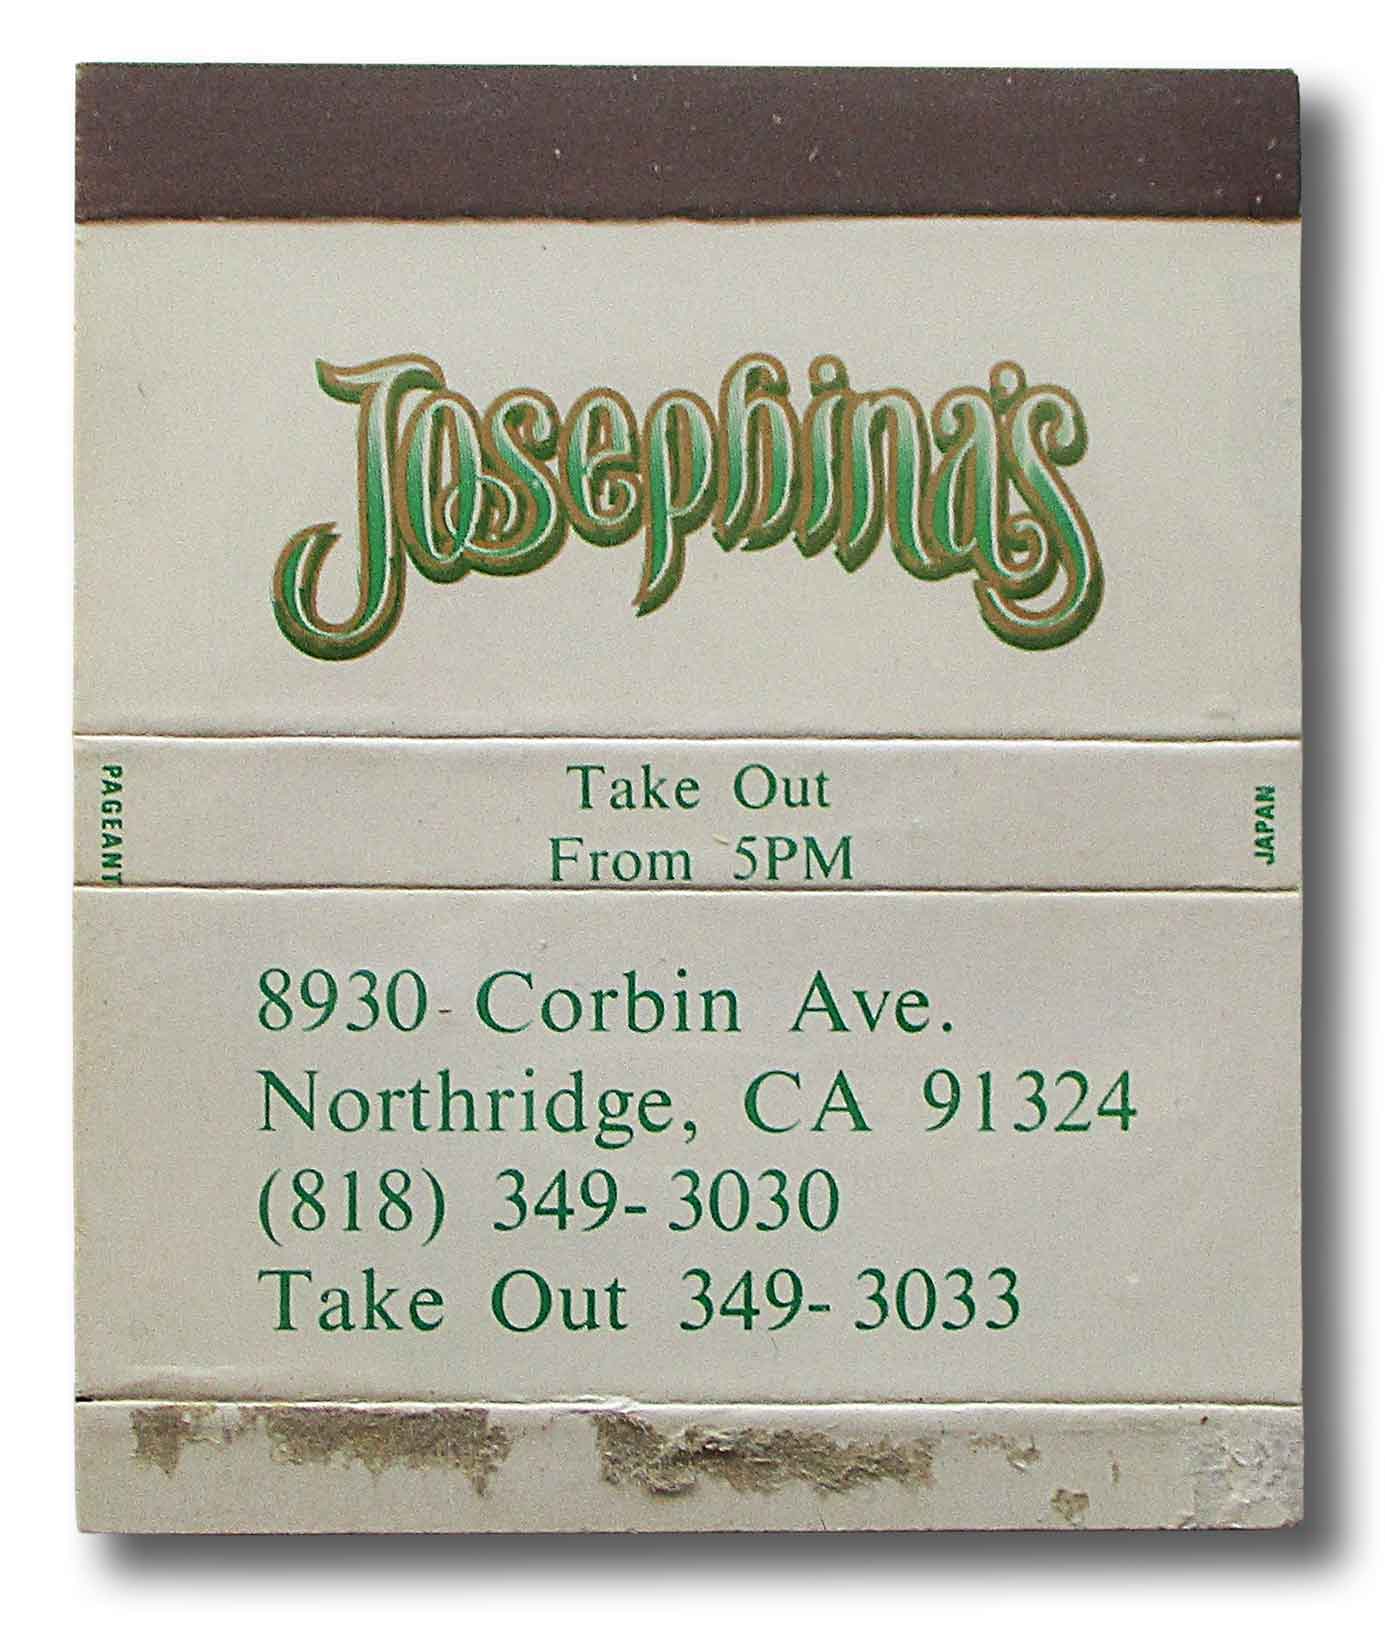 Josephina's
PAGEANT
Take Out
From 5PM
JAPAN
8930 Corbin Ave.
Northridge, CA 91324
(818) 349-3030
Take Out 349-3033